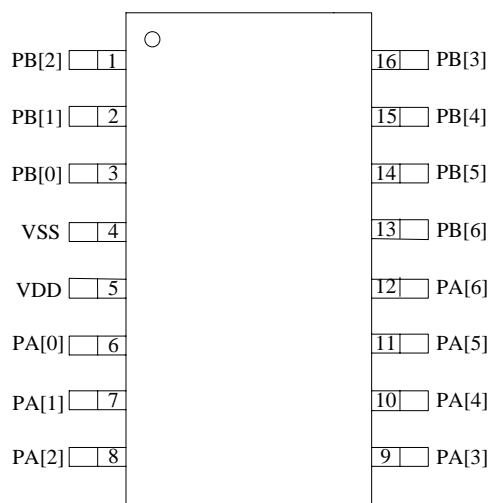 PB[2] 1 16 PB[3]
PB[1] 2 15 PB[4]
PB[0] 3 14 PB[5]
VSS 4 13 PB[6]
VDD 5 12 PA[6]
PA[0] 6 11 PA[5]
PA[1] 7 10 PA[4]
PA[2] 8 9 PA[3]